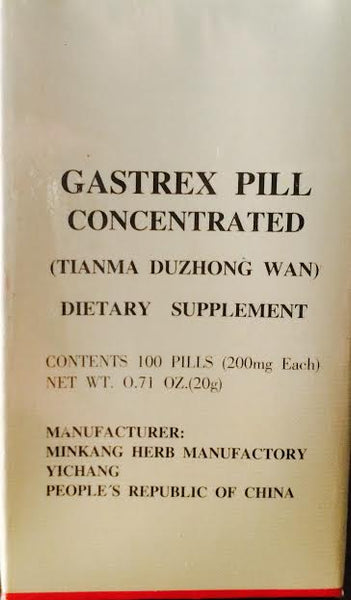 GASTREX PILL
CONCENTRATED
(TIANMA DUZHONG WAN)
DIETARY SUPPLEMENT
CONTENTS 100 PILLS (200mg Each)
NET WT. 0.71 OZ.(20g)
MANUFACTURER:
MINKANG HERB MANUFACTORY
YICHANG
PEOPLE'S REPUBLIC OF CHINA